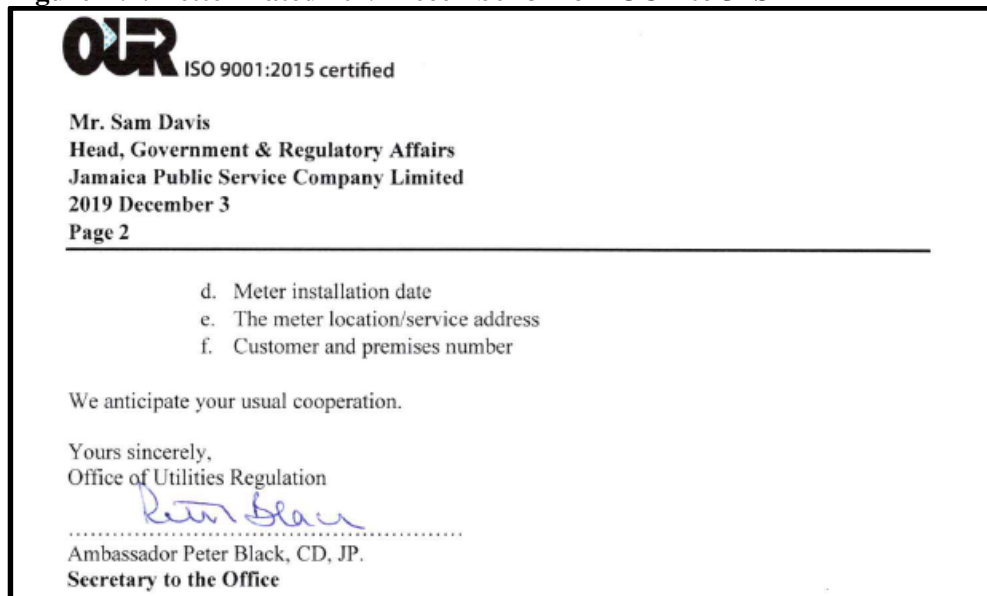 OUR ISO 9001:2015 certified
Mr. Sam Davis
Head, Government & Regulatory Affairs
Jamaica Public Service Company Limited
2019 December 3
Page 2
d. Meter installation date
e. The meter location/service address
f. Customer and premises number
We anticipate your usual cooperation.
Yours sincerely,
Office of Utilities Regulation
Peter Black
Ambassador Peter Black, CD, JP.
Secretary to the Office